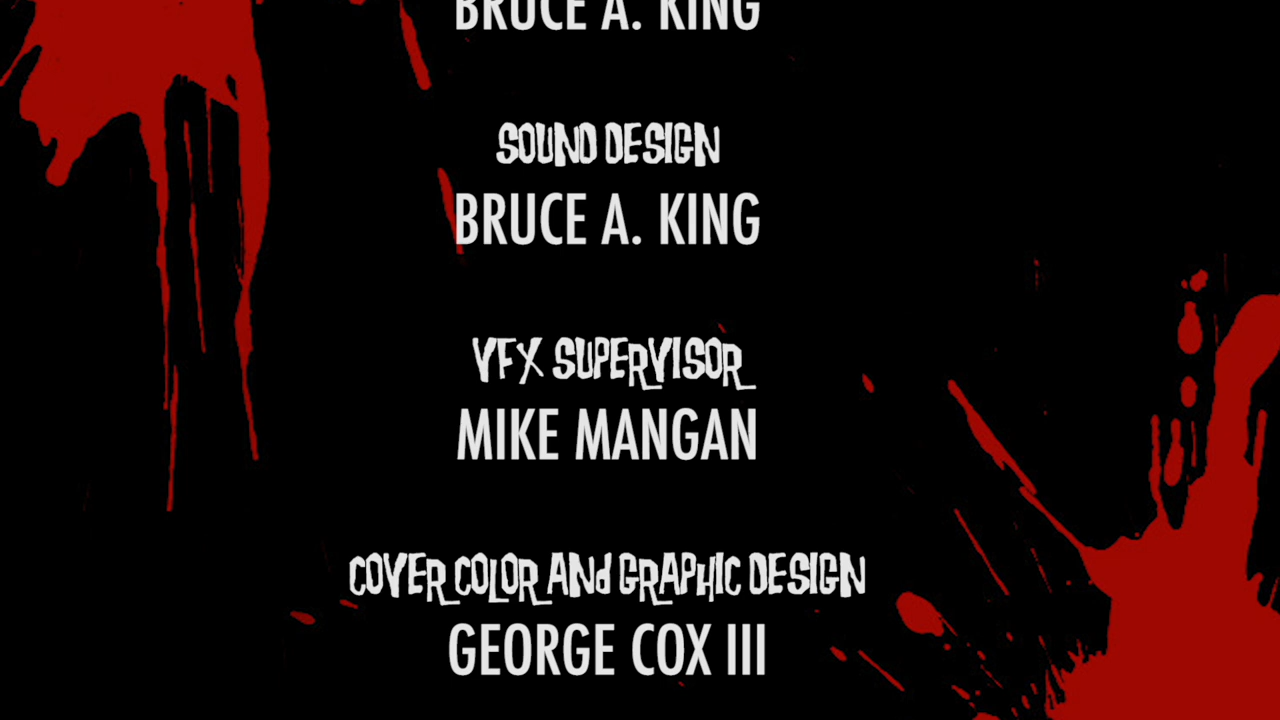 BRUCE A. KING
SOUND DESIGN
BRUCE A. KING
VFX SUPERVISOR
MIKE MANGAN
COVER COLOR AND GRAPHIC DESIGN
GEORGE COX III